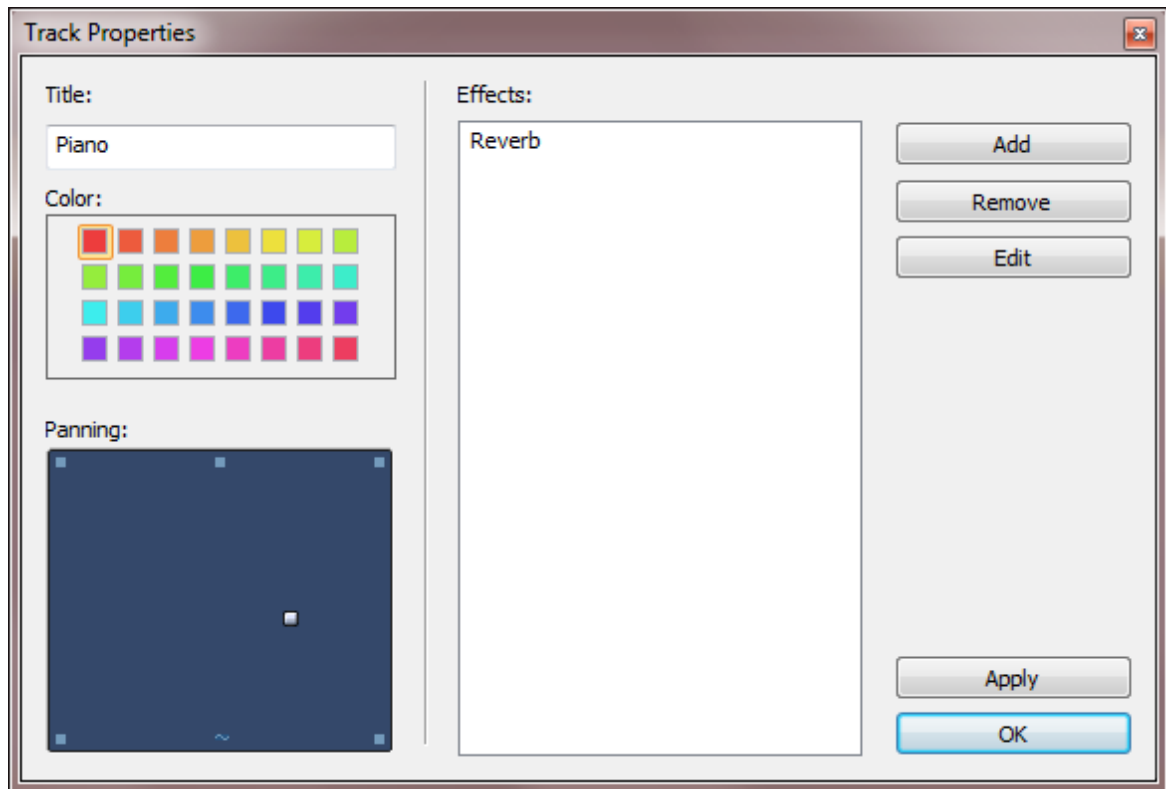 Track Properties
Title:
Piano
Color:
Panning:
~
Effects:
Reverb
Add
Remove
Edit
Apply
OK